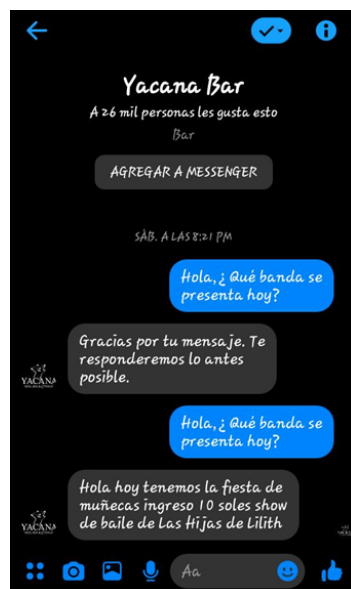 Yacana Bar
A 26 mil personas les gusta esto
Bar
AGREGAR A MESSENGER
SÁB. A LAS 8:21 PM
Hola, ¿ Qué banda se
presenta hoy?
Gracias por tu mensaje. Te
responderemos lo antes
posible.
YACANA
Hola, ¿ Qué banda se
presenta hoy?
Hola hoy tenemos la fiesta de
muñecas ingreso 10 soles show
de baile de Las Hijas de Lilith
YACANA
Aa